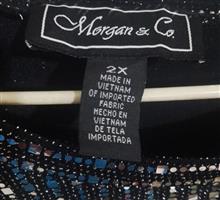 Morgan & Co.
2X
MADE IN
VIETNAM
OF IMPORTED
FABRIC
HECHO EN
VIETNAM
DE TELA
IMPORTADA